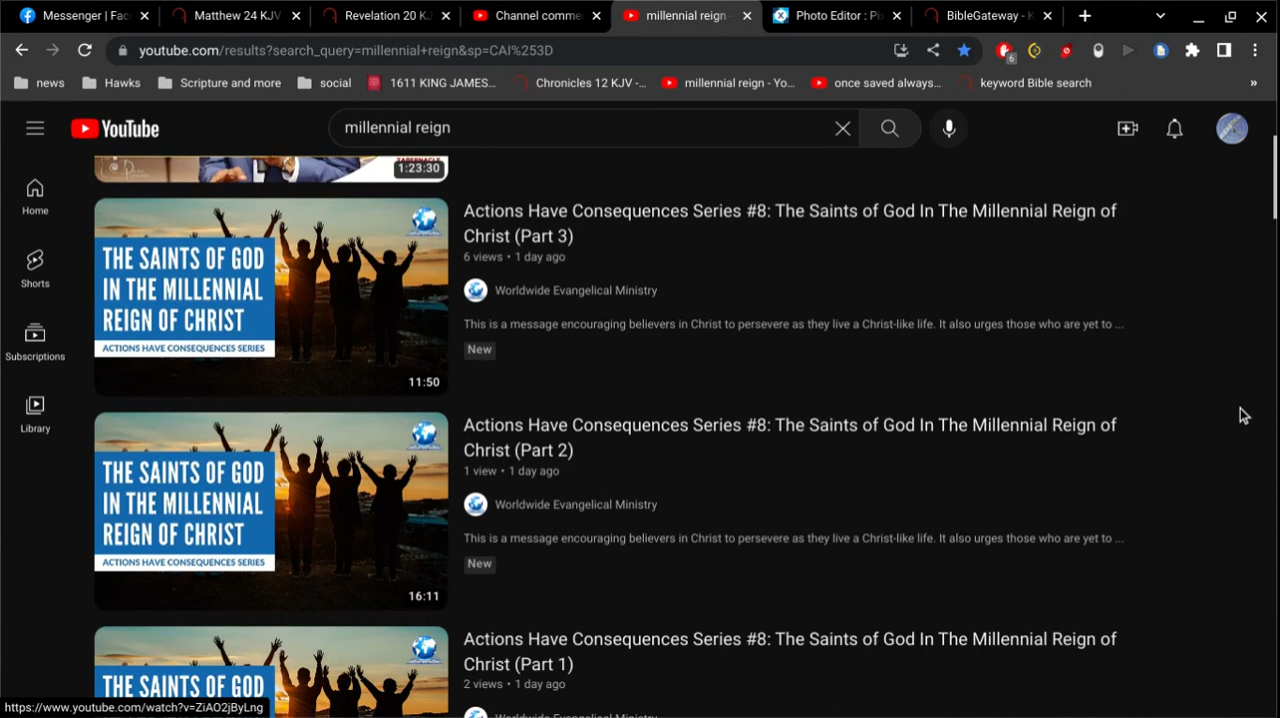 Messenger | Fac
Matthew 24 KJV
Revelation 20 KJ
Channel comme
millennial reign -
Photo Editor : Pi
BibleGateway - K
youtube.com/results?search_query=millennial+reign&sp=CAI%253D
6
news
Hawks
Scripture and more
social
1611 KING JAMES...
Chronicles 12 KJV -...
millennial reign - Yo...
once saved always...
keyword Bible search
»
YouTube
millennial reign
Home
Shorts
Subscriptions
Library
1:23:30
THE SAINTS OF GOD
IN THE MILLENNIAL
REIGN OF CHRIST
ACTIONS HAVE CONSEQUENCES SERIES
11:50
Actions Have Consequences Series #8: The Saints of God In The Millennial Reign of
Christ (Part 3)
6 views • 1 day ago
Worldwide Evangelical Ministry
This is a message encouraging believers in Christ to persevere as they live a Christ-like life. It also urges those who are yet to ...
New
THE SAINTS OF GOD
IN THE MILLENNIAL
REIGN OF CHRIST
ACTIONS HAVE CONSEQUENCES SERIES
16:11
Actions Have Consequences Series #8: The Saints of God In The Millennial Reign of
Christ (Part 2)
1 view • 1 day ago
Worldwide Evangelical Ministry
This is a message encouraging believers in Christ to persevere as they live a Christ-like life. It also urges those who are yet to ...
New
THE SAINTS OF GOD
Actions Have Consequences Series #8: The Saints of God In The Millennial Reign of
Christ (Part 1)
2 views • 1 day ago
Worldwide Evangelical Ministry
https://www.youtube.com/watch?v=ZiAO2jByLng